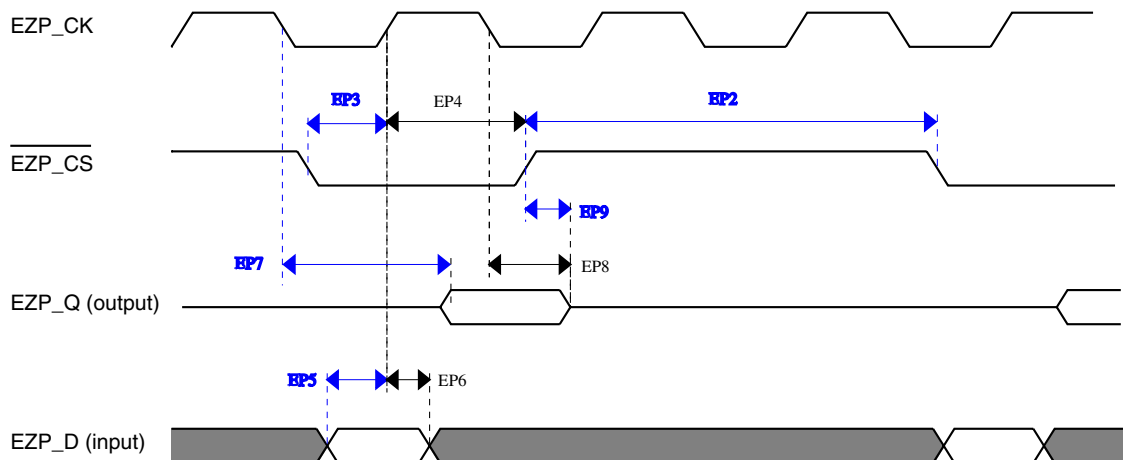 EZP_CK
EP3 EP4 EP2
EZP_CS
EP9
EP7 EP8
EZP_Q (output)
EP5 EP6
EZP_D (input)